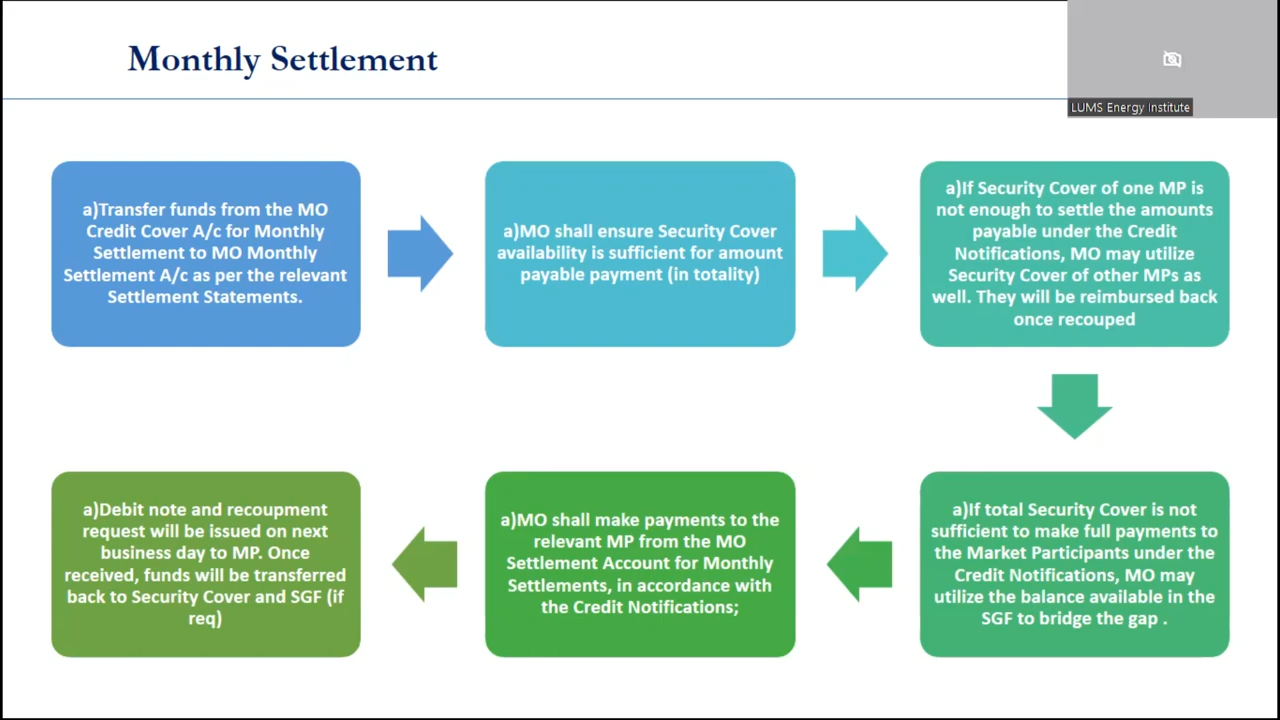 Monthly Settlement
LUMS Energy Institute
a)Transfer funds from the MO
Credit Cover A/c for Monthly
Settlement to MO Monthly
Settlement A/c as per the relevant
Settlement Statements.
a)MO shall ensure Security Cover
availability is sufficient for amount
payable payment (in totality)
a)If Security Cover of one MP is
not enough to settle the amounts
payable under the Credit
Notifications, MO may utilize
Security Cover of other MPs as
well. They will be reimbursed back
once recouped
a)If total Security Cover is not
sufficient to make full payments to
the Market Participants under the
Credit Notifications, MO may
utilize the balance available in the
SGF to bridge the gap .
a)MO shall make payments to the
relevant MP from the MO
Settlement Account for Monthly
Settlements, in accordance with
the Credit Notifications;
a)Debit note and recoupment
request will be issued on next
business day to MP. Once
received, funds will be transferred
back to Security Cover and SGF (if
req)